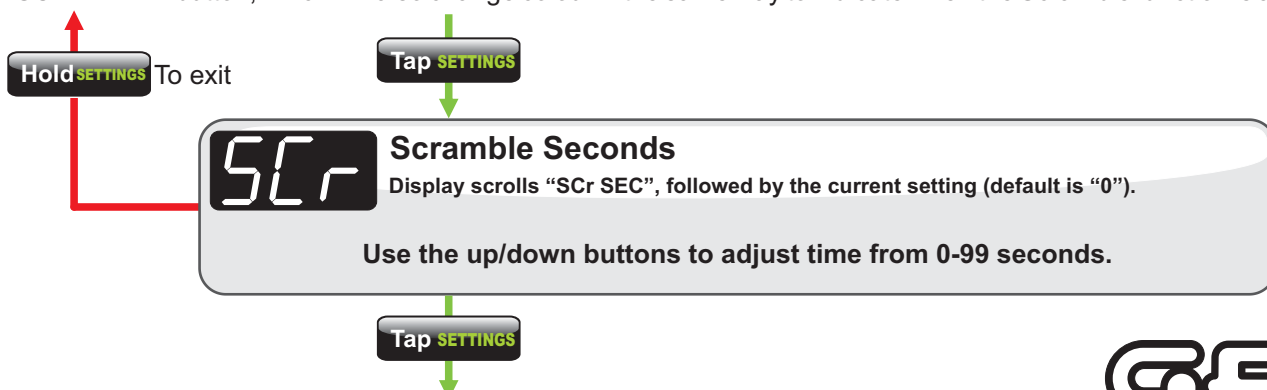 Hold SETTINGS To exit
Tap SETTINGS
SCr
Scramble Seconds
Display scrolls “SCr SEC”, followed by the current setting (default is “0”).
Use the up/down buttons to adjust time from 0-99 seconds.
Tap SETTINGS